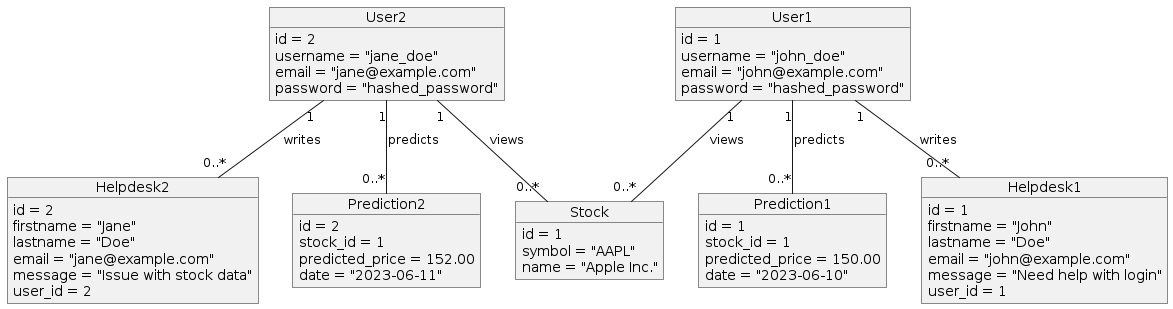 User2
id = 2
username = "jane_doe"
email = "jane@example.com"
password = "hashed_password"
User1
id = 1
username = "john_doe"
email = "john@example.com"
password = "hashed_password"
1
1
1
1
1
1
writes
predicts
views
views
predicts
writes
0..*
0..*
0..*
0..*
0..*
0..*
Helpdesk2
id = 2
firstname = "Jane"
lastname = "Doe"
email = "jane@example.com"
message = "Issue with stock data"
user_id = 2
Prediction2
id = 2
stock_id = 1
predicted_price = 152.00
date = "2023-06-11"
Stock
id = 1
symbol = "AAPL"
name = "Apple Inc."
Prediction1
id = 1
stock_id = 1
predicted_price = 150.00
date = "2023-06-10"
Helpdesk1
id = 1
firstname = "John"
lastname = "Doe"
email = "john@example.com"
message = "Need help with login"
user_id = 1